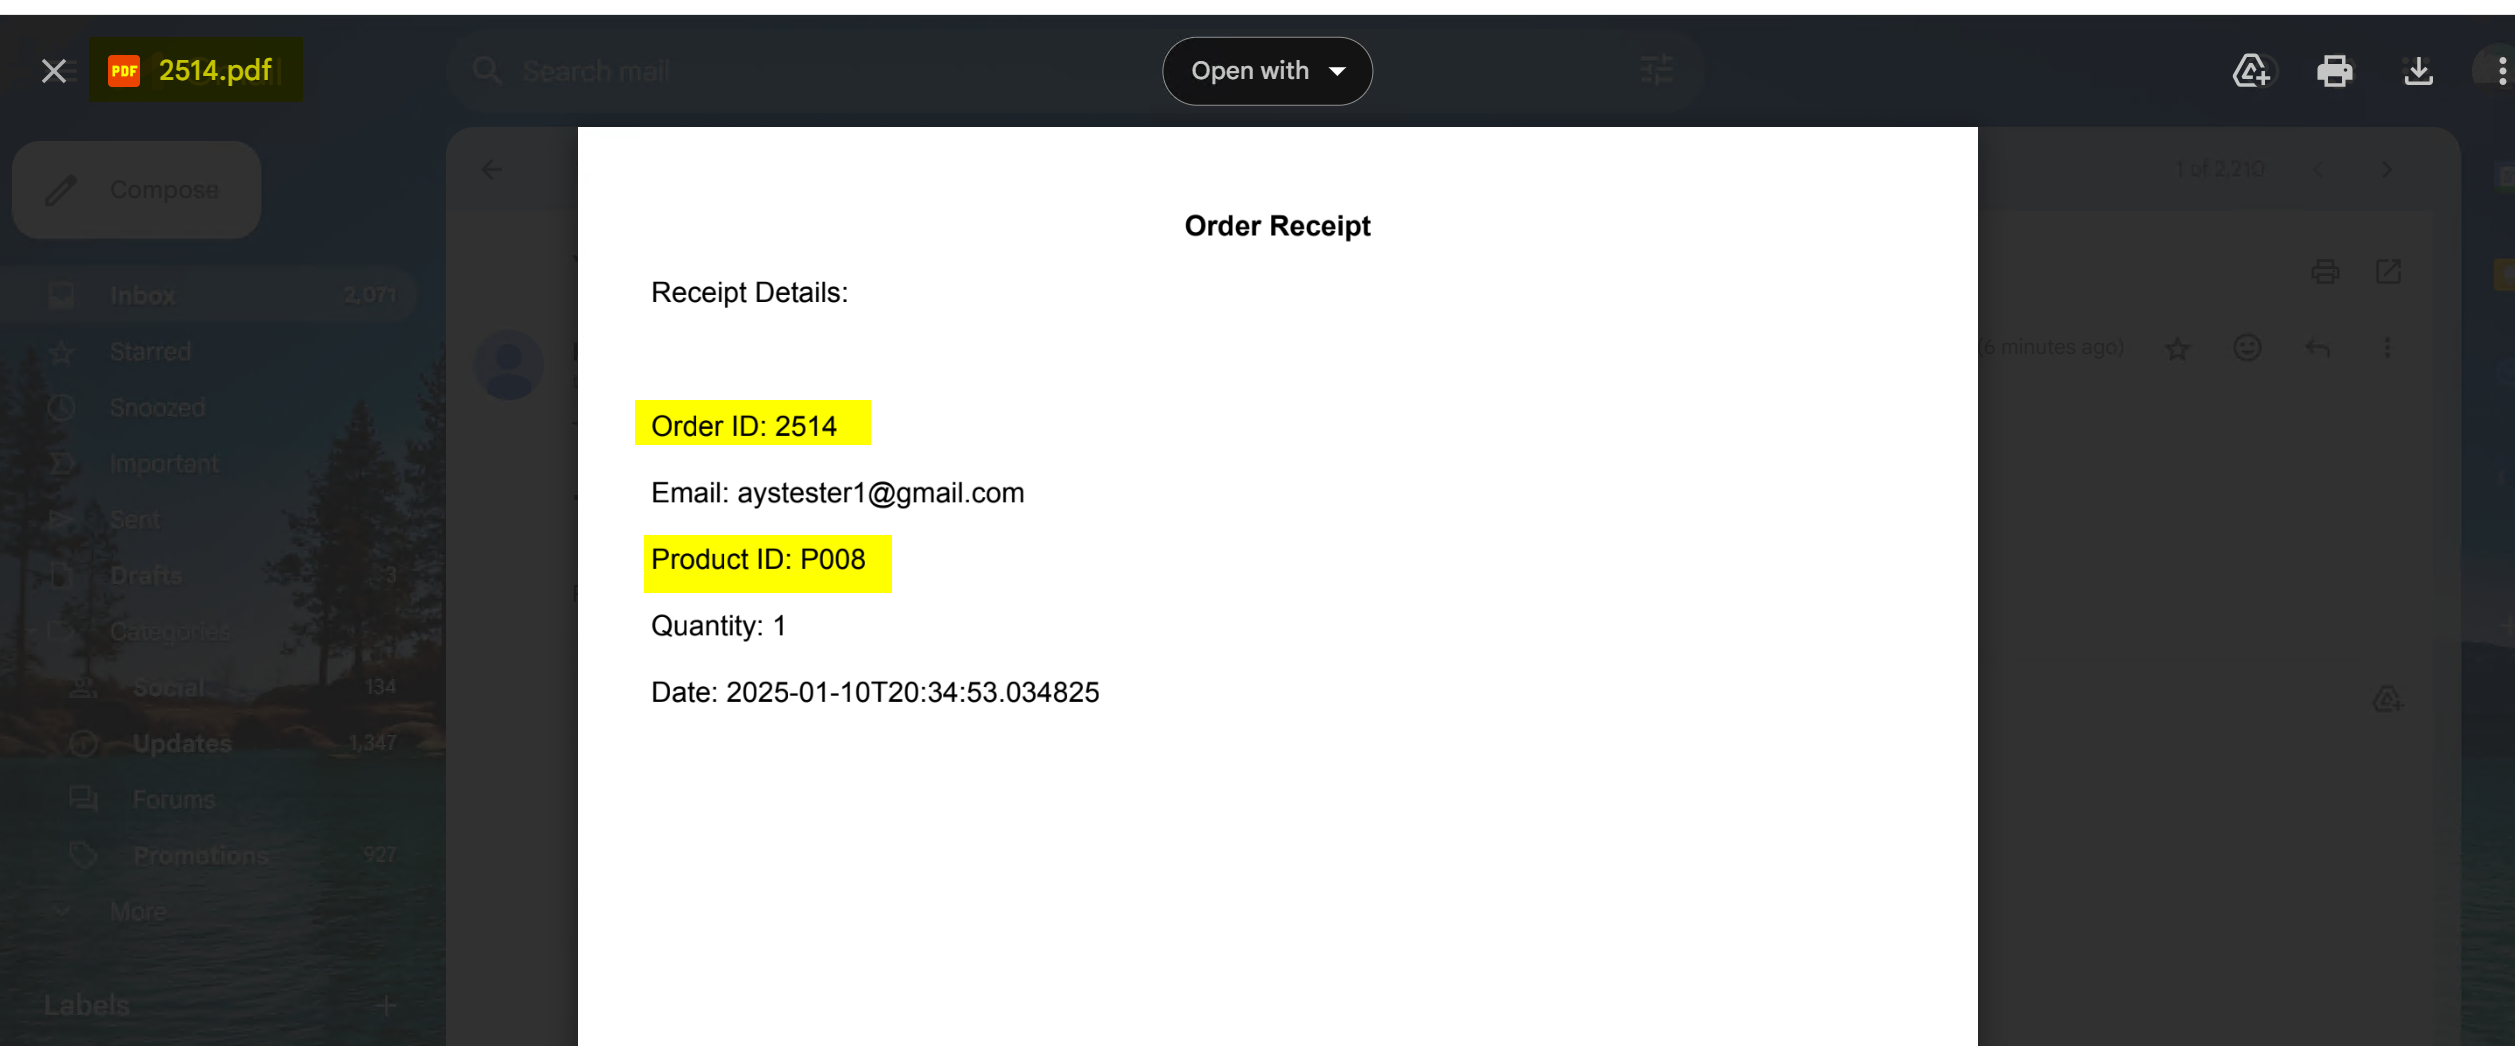 2514.pdf
Search mail
Open with
Compose
1 of 2,210
Order Receipt
Receipt Details:
Inbox 2,071
(6 minutes ago)
Starred
Snoozed
Order ID: 2514
Important
Email: aystester1@gmail.com
Sent
Product ID: P008
Drafts 3
Quantity: 1
Categories
Date: 2025-01-10T20:34:53.034825
Social 134
Updates 1,347
Forums
Promotions 927
More
Labels